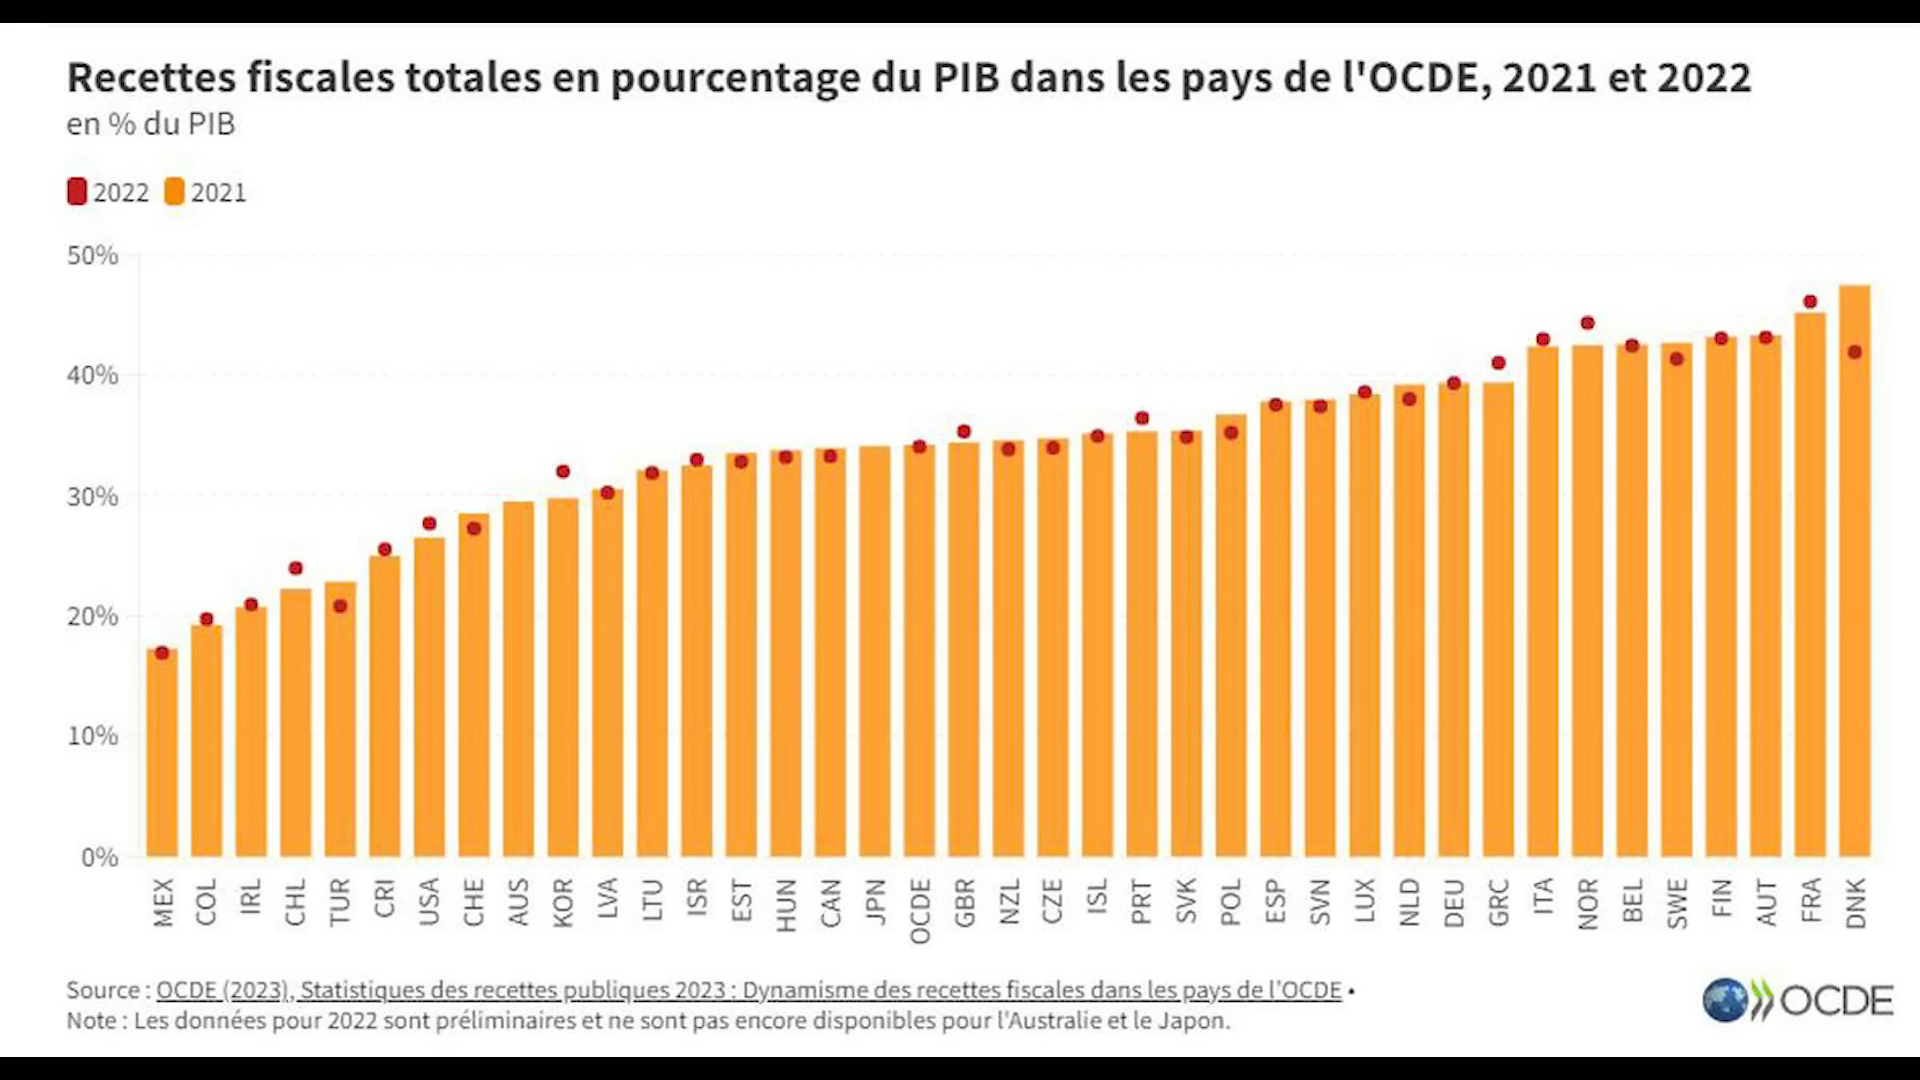 Recettes fiscales totales en pourcentage du PIB dans les pays de l'OCDE, 2021 et 2022
en % du PIB
2022 2021
50%
40%
30%
20%
10%
0%
MEX COL IRL CHL TUR CRI USA CHE AUS KOR LVA LTU ISR EST HUN CAN JPN OCDE GBR NZL CZE ISL PRT SVK POL ESP SVN LUX NLD DEU GRC ITA NOR BEL SWE FIN AUT FRA DNK
Source : OCDE (2023), Statistiques des recettes publiques 2023 : Dynamisme des recettes fiscales dans les pays de l'OCDE •
Note : Les données pour 2022 sont préliminaires et ne sont pas encore disponibles pour l'Australie et le Japon.
OCDE